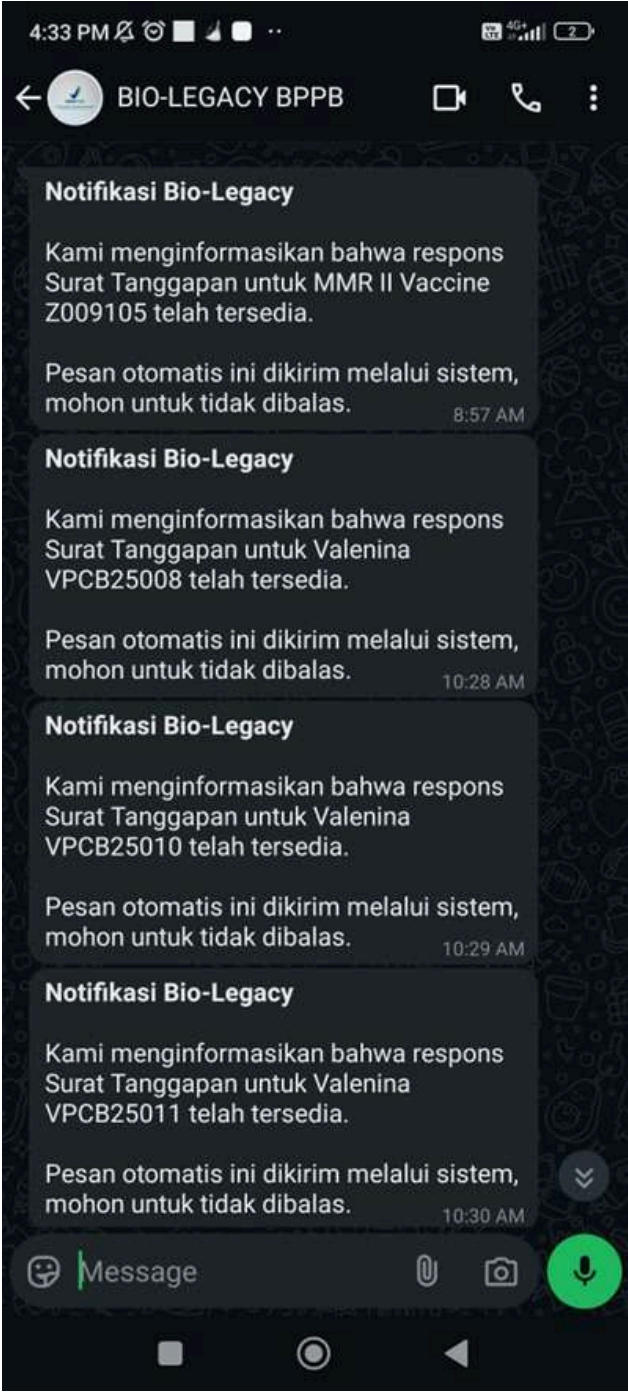 4:33 PM
4G+
2
BIO-LEGACY BPPB
Notifikasi Bio-Legacy
Kami menginformasikan bahwa respons
Surat Tanggapan untuk MMR II Vaccine
Z009105 telah tersedia.
Pesan otomatis ini dikirim melalui sistem,
mohon untuk tidak dibalas.
8:57 AM
Notifikasi Bio-Legacy
Kami menginformasikan bahwa respons
Surat Tanggapan untuk Valenina
VPCB25008 telah tersedia.
Pesan otomatis ini dikirim melalui sistem,
mohon untuk tidak dibalas.
10:28 AM
Notifikasi Bio-Legacy
Kami menginformasikan bahwa respons
Surat Tanggapan untuk Valenina
VPCB25010 telah tersedia.
Pesan otomatis ini dikirim melalui sistem,
mohon untuk tidak dibalas.
10:29 AM
Notifikasi Bio-Legacy
Kami menginformasikan bahwa respons
Surat Tanggapan untuk Valenina
VPCB25011 telah tersedia.
Pesan otomatis ini dikirim melalui sistem,
mohon untuk tidak dibalas.
10:30 AM
Message